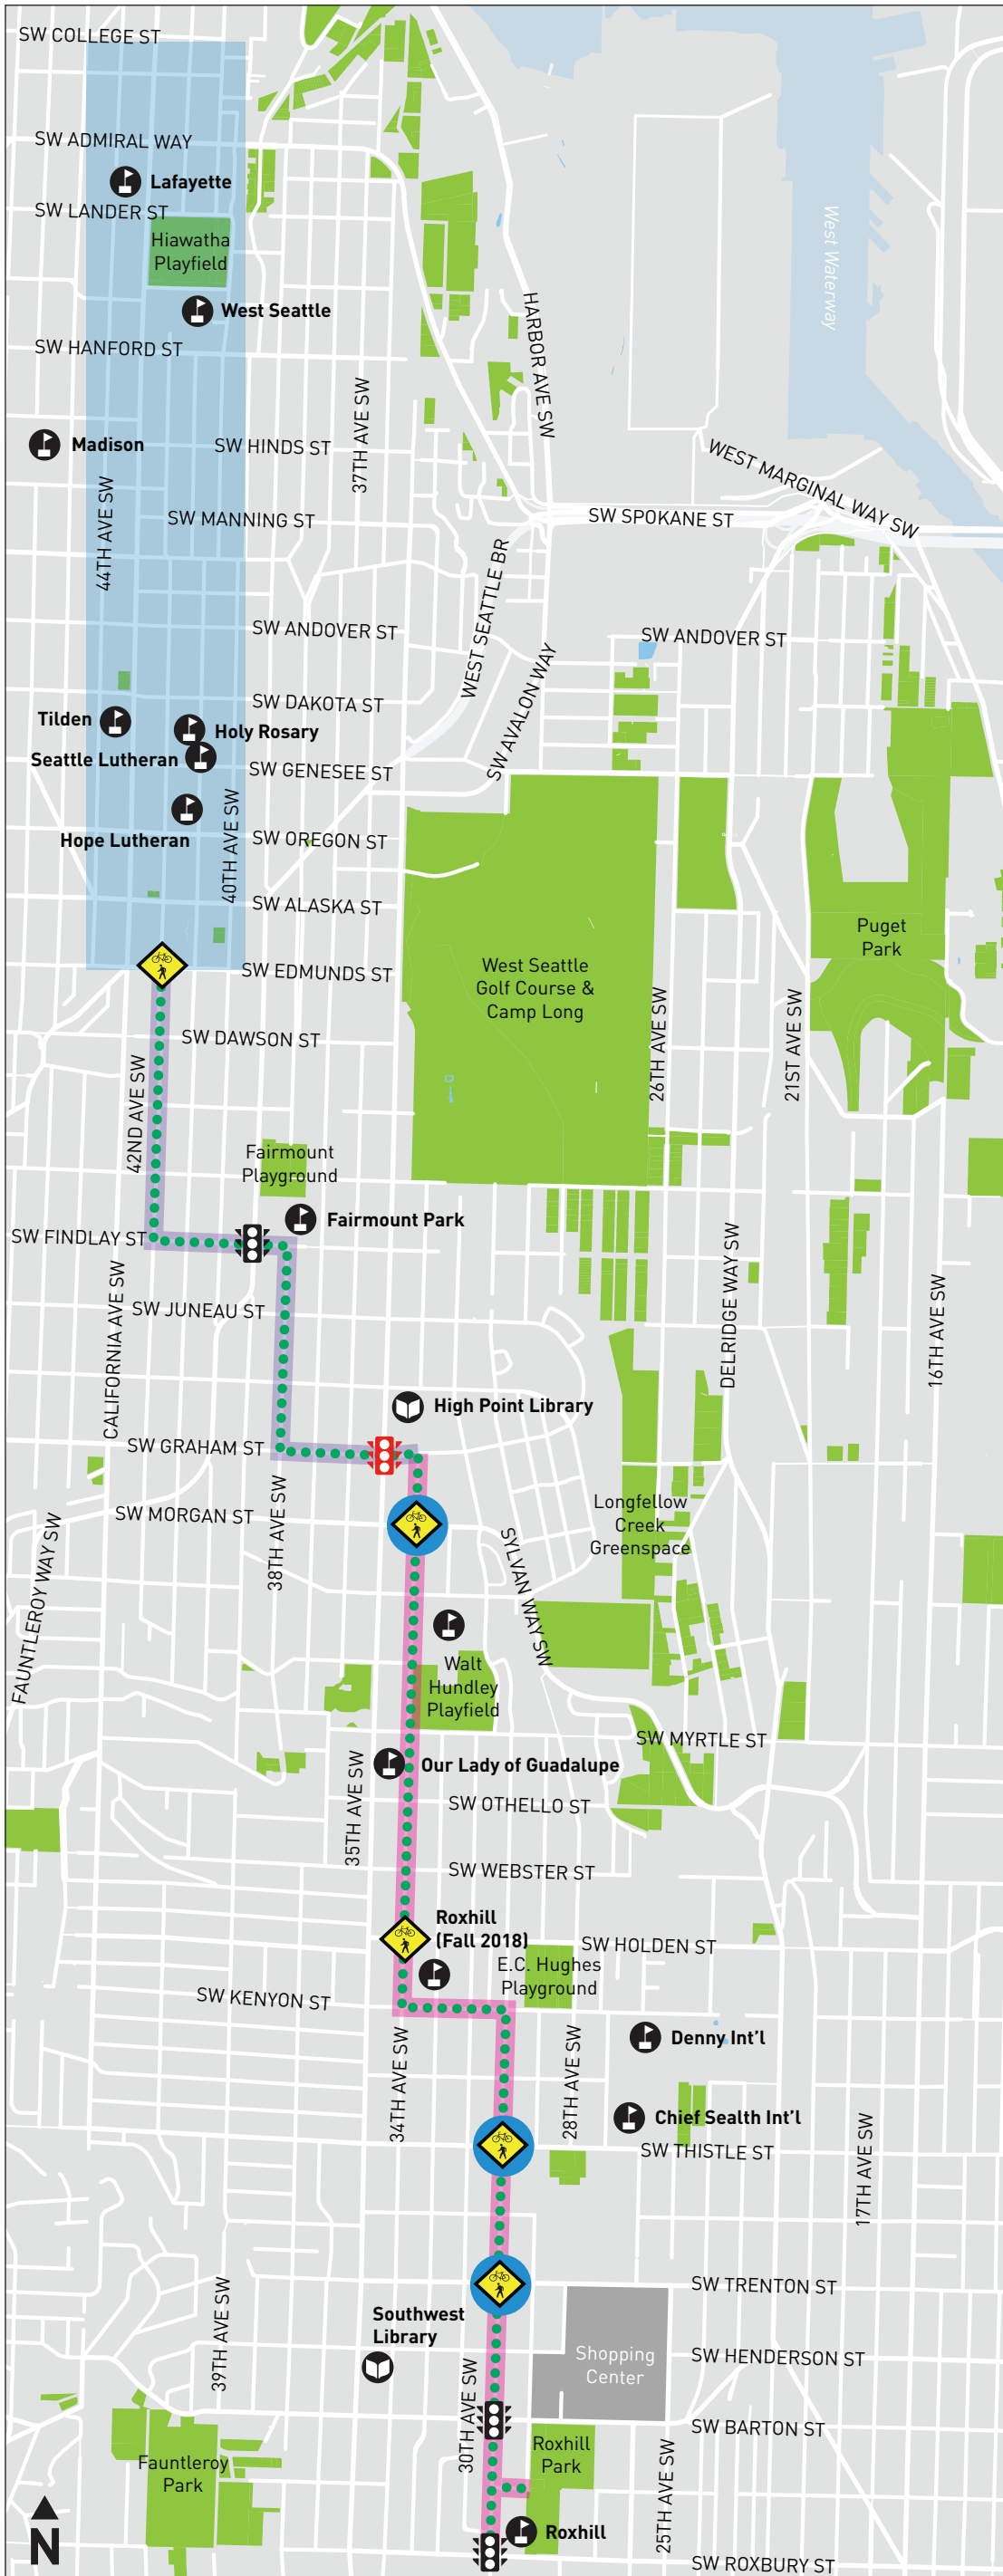 SW COLLEGE ST
SW ADMIRAL WAY
Lafayette
SW LANDER ST
Hiawatha
Playfield
West Waterway
West Seattle
HARBOR AVE SW
SW HANFORD ST
37TH AVE SW
Madison
SW HINDS ST
WEST MARGINAL WAY SW
44TH AVE SW
SW MANNING ST
SW SPOKANE ST
WEST SEATTLE BR
SW ANDOVER ST
SW ANDOVER ST
SW AVALON WAY
SW DAKOTA ST
Tilden
Holy Rosary
Seattle Lutheran
SW GENESEE ST
40TH AVE SW
Hope Lutheran
SW OREGON ST
SW ALASKA ST
Puget
Park
SW EDMUNDS ST
West Seattle
Golf Course &
Camp Long
26TH AVE SW
21ST AVE SW
SW DAWSON ST
42ND AVE SW
Fairmount
Playground
Fairmount Park
SW FINDLAY ST
CALIFORNIA AVE SW
SW JUNEAU ST
DELRIDGE WAY SW
16TH AVE SW
High Point Library
SW GRAHAM ST
38TH AVE SW
SW MORGAN ST
FAUNTLEROY WAY SW
SYLVAN WAY SW
Longfellow
Creek
Greenspace
Walt
Hundley
Playfield
SW MYRTLE ST
35TH AVE SW
Our Lady of Guadalupe
SW OTHELLO ST
SW WEBSTER ST
Roxhill
(Fall 2018)
SW HOLDEN ST
E.C. Hughes
Playground
SW KENYON ST
34TH AVE SW
28TH AVE SW
Denny Int'l
Chief Sealth Int'l
SW THISTLE ST
17TH AVE SW
SW TRENTON ST
39TH AVE SW
Southwest
Library
30TH AVE SW
Shopping
Center
SW HENDERSON ST
SW BARTON ST
Roxhill
Park
25TH AVE SW
Fauntleroy
Park
N
Roxhill
SW ROXBURY ST